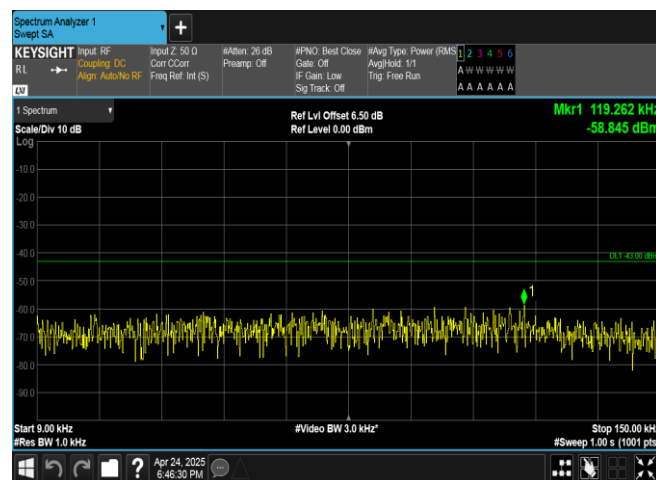 Spectrum Analyzer 1
Swept SA
+
KEYSIGHT Input: RF Input Z: 50 Ω #Atten: 26 dB #PNO: Best Close #Avg Type: Power (RMS 1 2 3 4 5 6
RL Coupling: DC Corr CCorr Preamp: Off Gate: Off Avg|Hold: 1/1 A W W W W W
Align: Auto/No RF Freq Ref: Int (S) IF Gain: Low Trig: Free Run
LXI Sig Track: Off A A A A A A
1 Spectrum Ref Lvl Offset 6.50 dB Mkr1 119.262 kHz
Scale/Div 10 dB Ref Level 0.00 dBm -58.845 dBm
Log
-10.0
-20.0
-30.0
-40.0
DL1 -43.00 dBm
-50.0
1
-60.0
-70.0
-80.0
-90.0
Start 9.00 kHz #Video BW 3.0 kHz* Stop 150.00 kHz
#Res BW 1.0 kHz #Sweep 1.00 s (1001 pts)
? Apr 24, 2025
6:46:30 PM